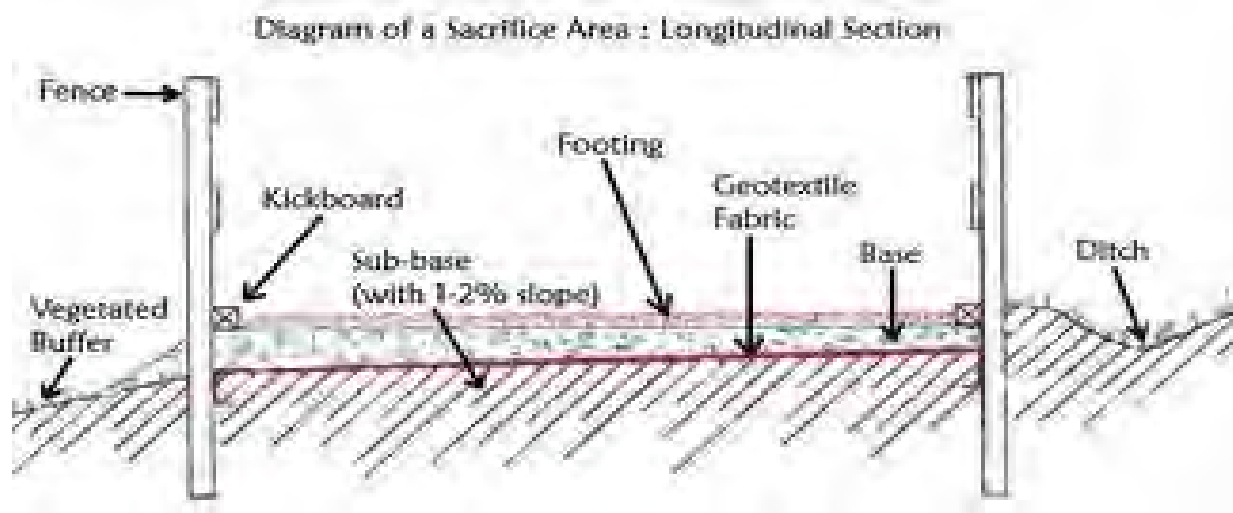 Diagram of a Sacrifice Area : Longitudinal Section
Fence
Footing
Geotextile
Fabric
Kickboard
Base
Ditch
Sub-base
(with 1-2% slope)
Vegetated
Buffer